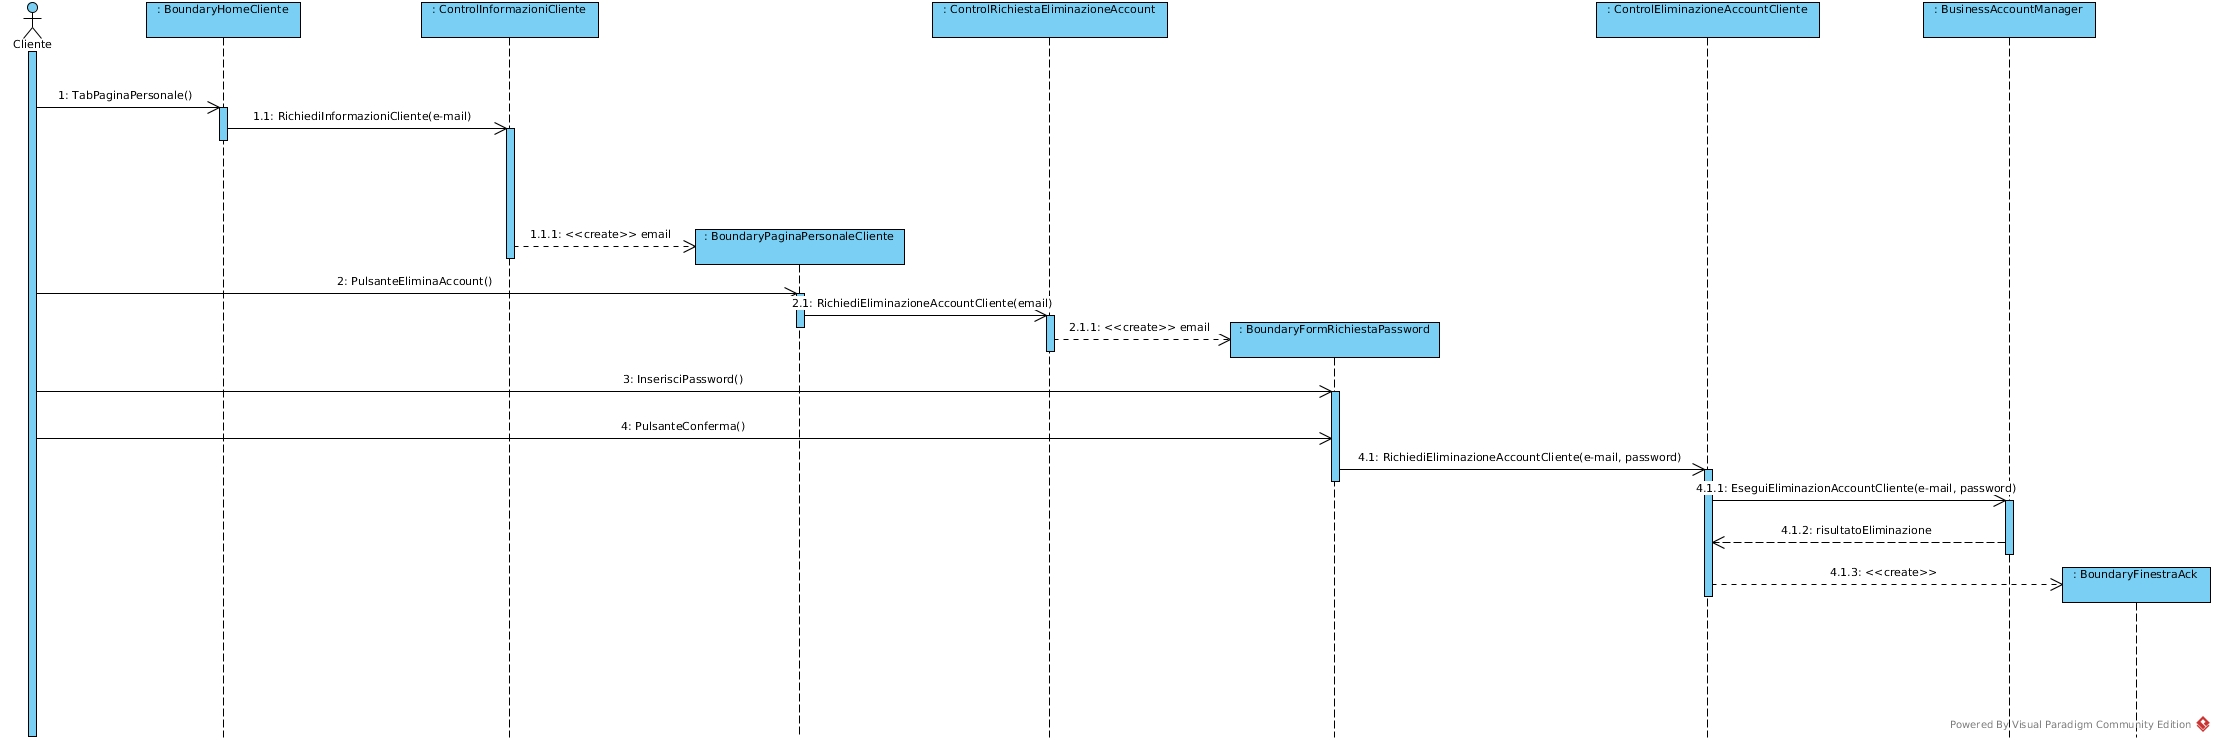 : BoundaryHomeCliente
: ControlInformazioniCliente
: ControlRichiestaEliminazioneAccount
: ControlEliminazioneAccountCliente
: BusinessAccountManager
Cliente
1: TabPaginaPersonale()
1.1: RichiediInformazioniCliente(e-mail)
1.1.1: <<create>> email
: BoundaryPaginaPersonaleCliente
2: PulsanteEliminaAccount()
2.1: RichiediEliminazioneAccountCliente(email)
2.1.1: <<create>> email
: BoundaryFormRichiestaPassword
3: InserisciPassword()
4: PulsanteConferma()
4.1: RichiediEliminazioneAccountCliente(e-mail, password)
4.1.1: EseguiEliminazionAccountCliente(e-mail, password)
4.1.2: risultatoEliminazione
4.1.3: <<create>>
: BoundaryFinestraAck
Powered By Visual Paradigm Community Edition